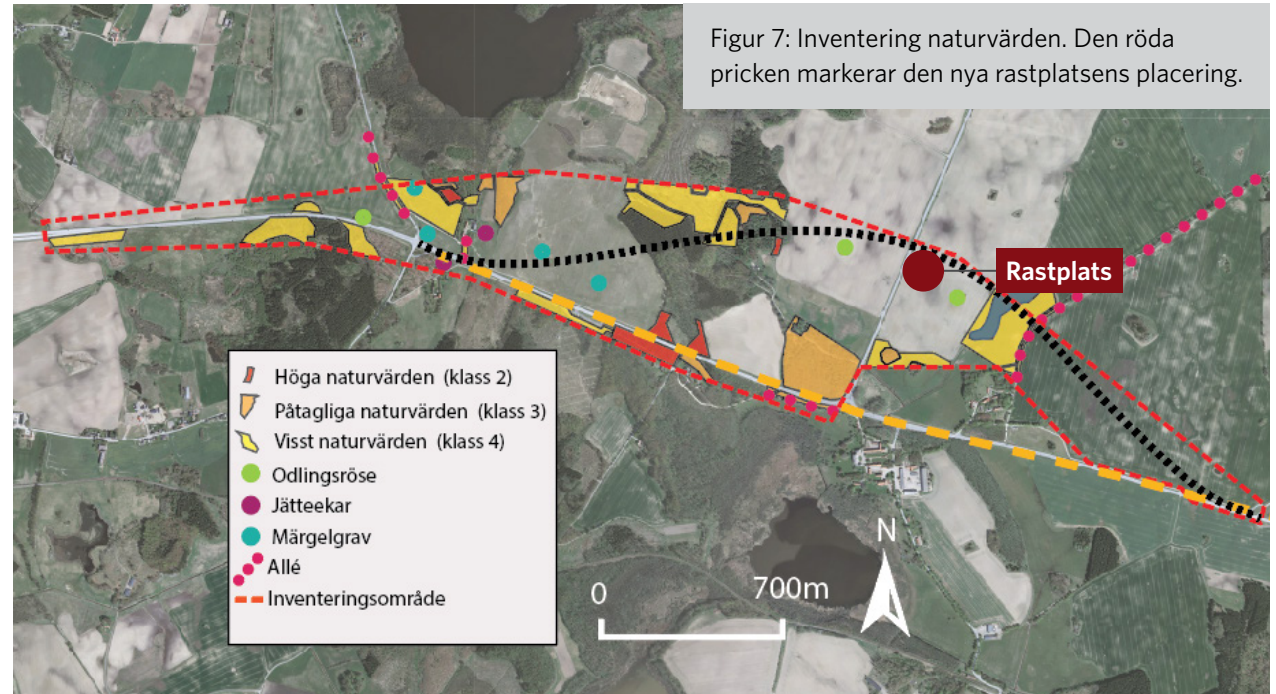 Figur 7: Inventering naturvärden. Den röda
pricken markerar den nya rastplatsens placering.
Rastplats
Höga naturvärden (klass 2)
Påtagliga naturvärden (klass 3)
Visst naturvärden (klass 4)
Odlingsröse
Jätteekar
Märgelgrav
Allé
Inventeringsområde
N
0 700m